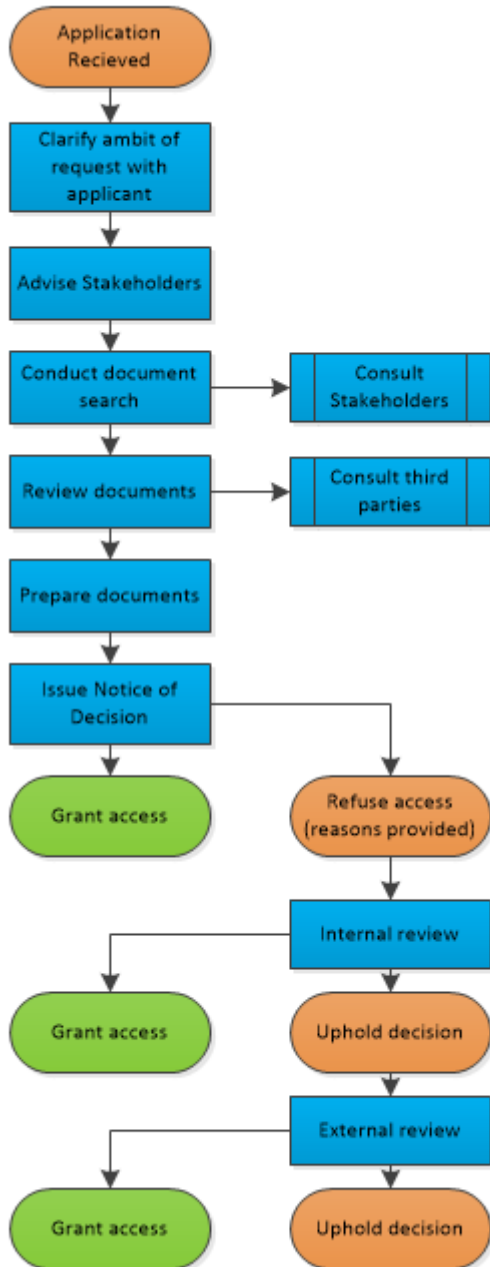 Application
Recieved
Clarify ambit of
request with
applicant
Advise Stakeholders
Conduct document
search
Consult
Stakeholders
Review documents
Consult third
parties
Prepare documents
Issue Notice of
Decision
Grant access
Refuse access
(reasons provided)
Internal review
Grant access
Uphold decision
External review
Grant access
Uphold decision